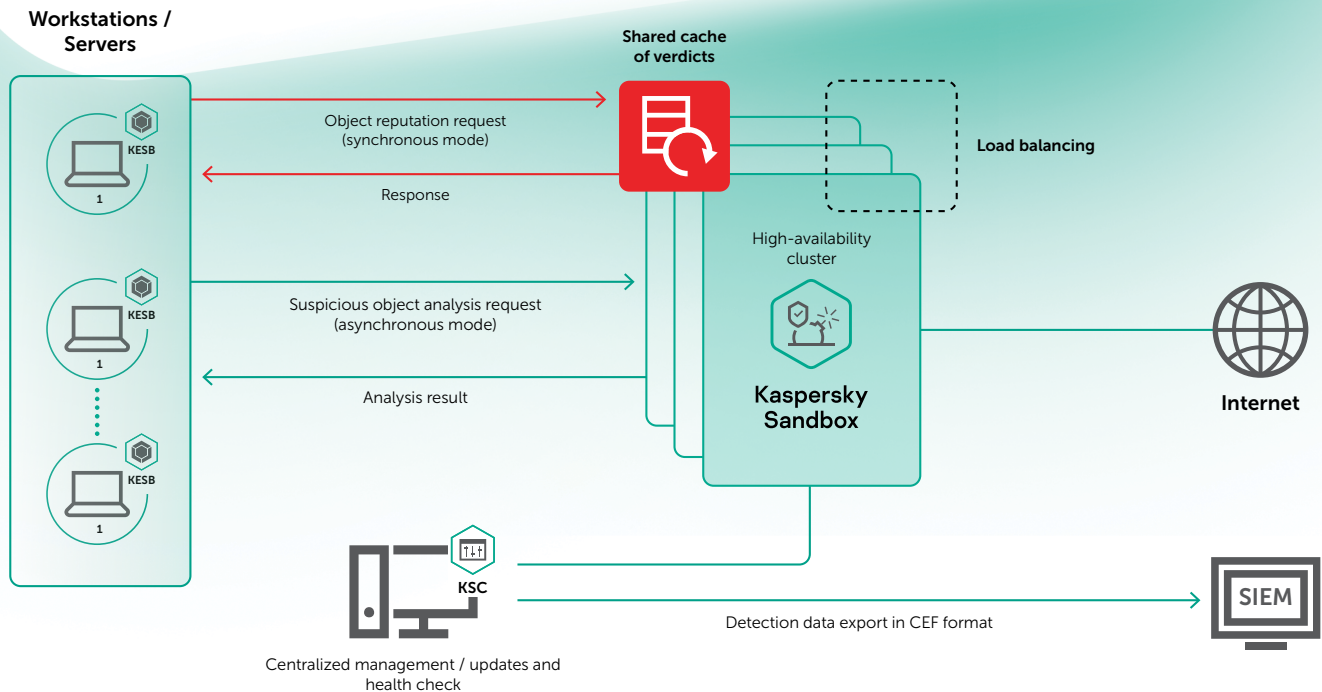 Workstations /
Servers
KESB
1
KESB
1
KESB
1
Object reputation request
(synchronous mode)
Response
Suspicious object analysis request
(asynchronous mode)
Analysis result
Shared cache
of verdicts
Load balancing
High-availability
cluster
Kaspersky
Sandbox
Internet
KSC
Centralized management / updates and
health check
Detection data export in CEF format
SIEM